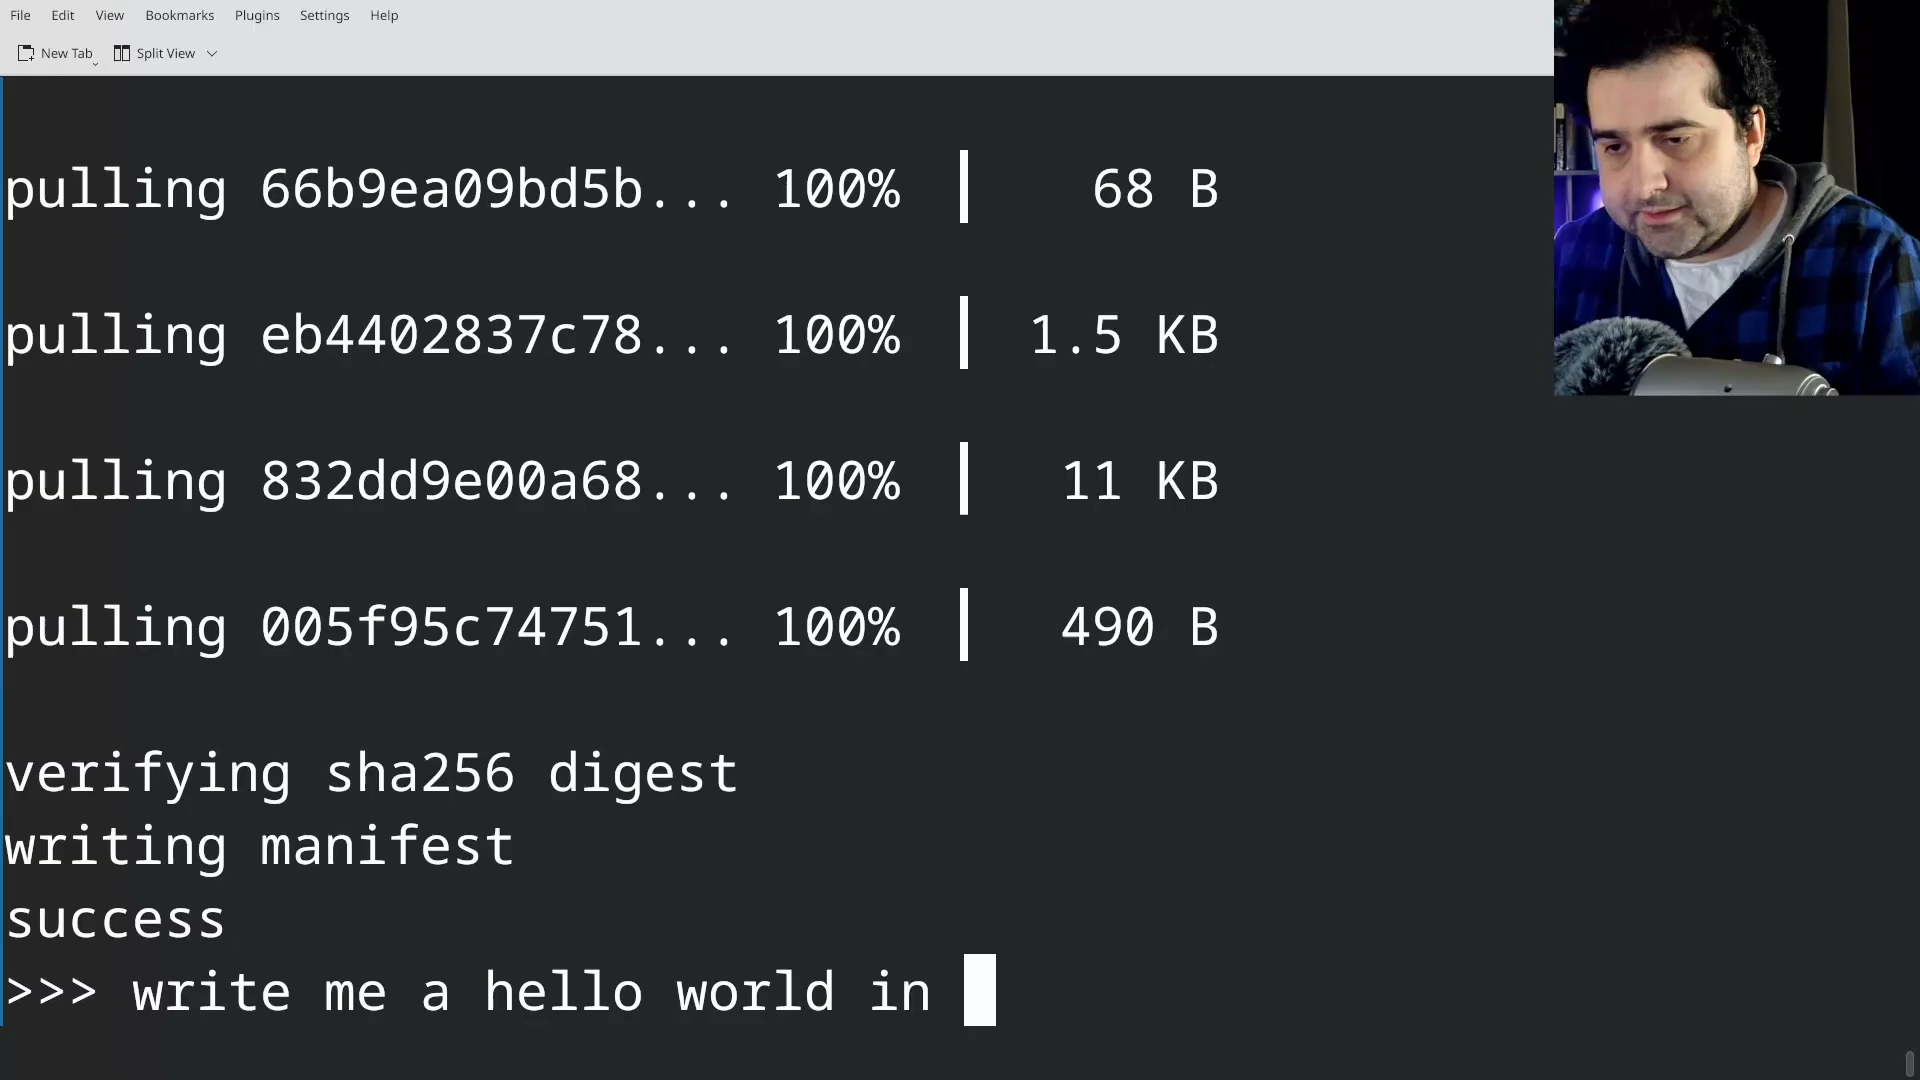 File Edit View Bookmarks Plugins Settings Help
New Tab Split View
pulling 66b9ea09bd5b... 100% 68 B
pulling eb4402837c78... 100% 1.5 KB
pulling 832dd9e00a68... 100% 11 KB
pulling 005f95c74751... 100% 490 B
verifying sha256 digest
writing manifest
success
>>> write me a hello world in